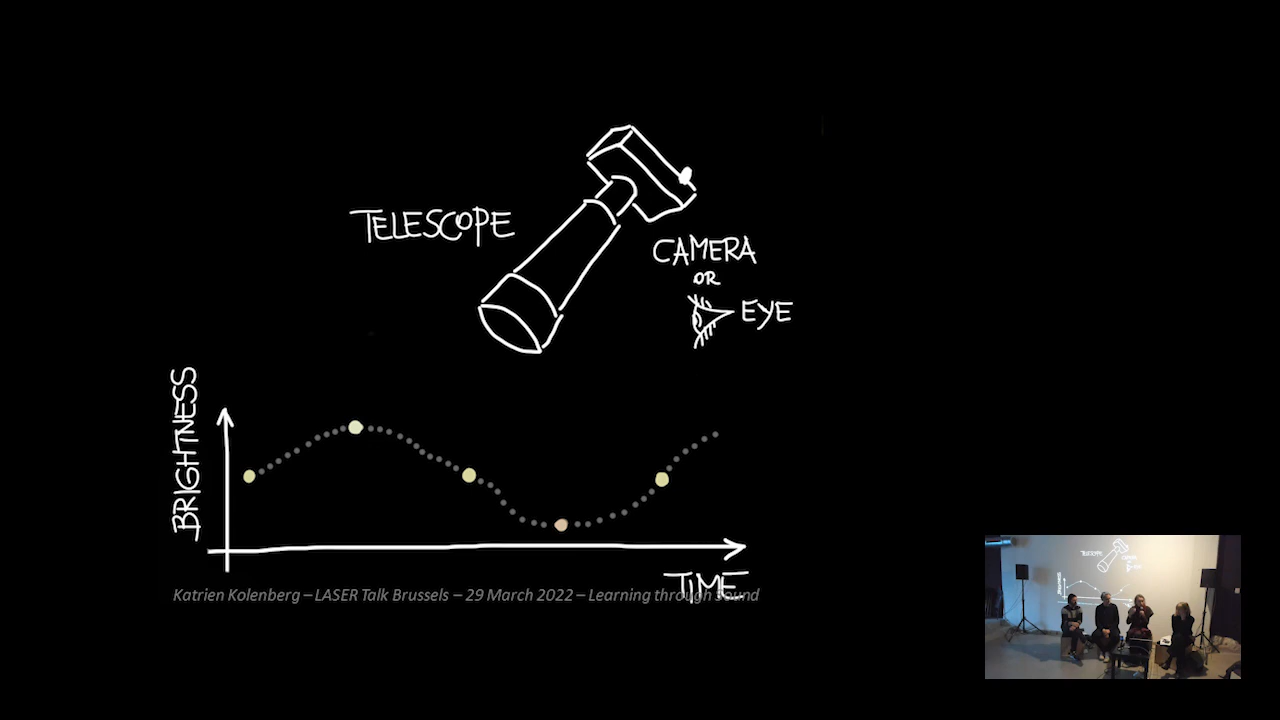 TELESCOPE
CAMERA
OR
EYE
BRIGHTNESS
TIME
Katrien Kolenberg – LASER Talk Brussels – 29 March 2022 – Learning through Sound